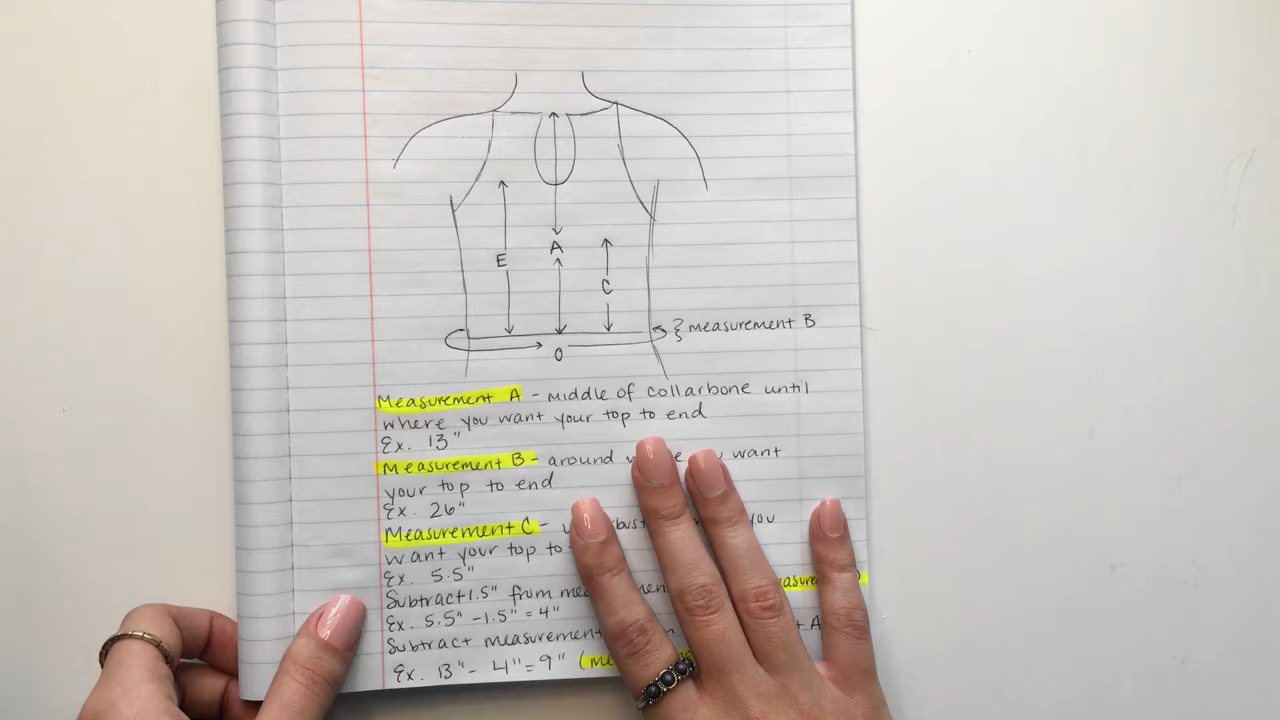 E
A
C
} measurement B
O
Measurement A - middle of collarbone until
where you want your top to end
Ex. 13"
Measurement B - around want
your top to end
Ex. 26"
Measurement C - you
want your top to
Ex. 5.5"
Subtract 1.5" from
Ex. 5.5" - 1.5" = 4"
Subtract measurement A
Ex. 13" - 4" = 9" (